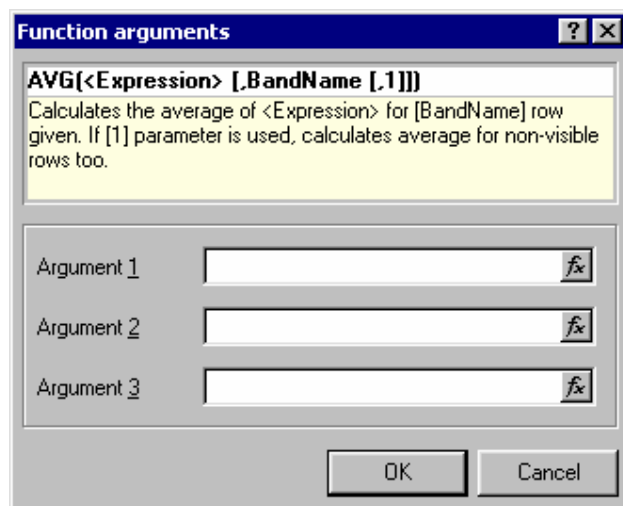 Function arguments
AVG(<Expression> [,BandName [,1]])
Calculates the average of <Expression> for [BandName] row
given. If [1] parameter is used, calculates average for non-visible
rows too.
Argument 1
fx
Argument 2
fx
Argument 3
fx
OK Cancel